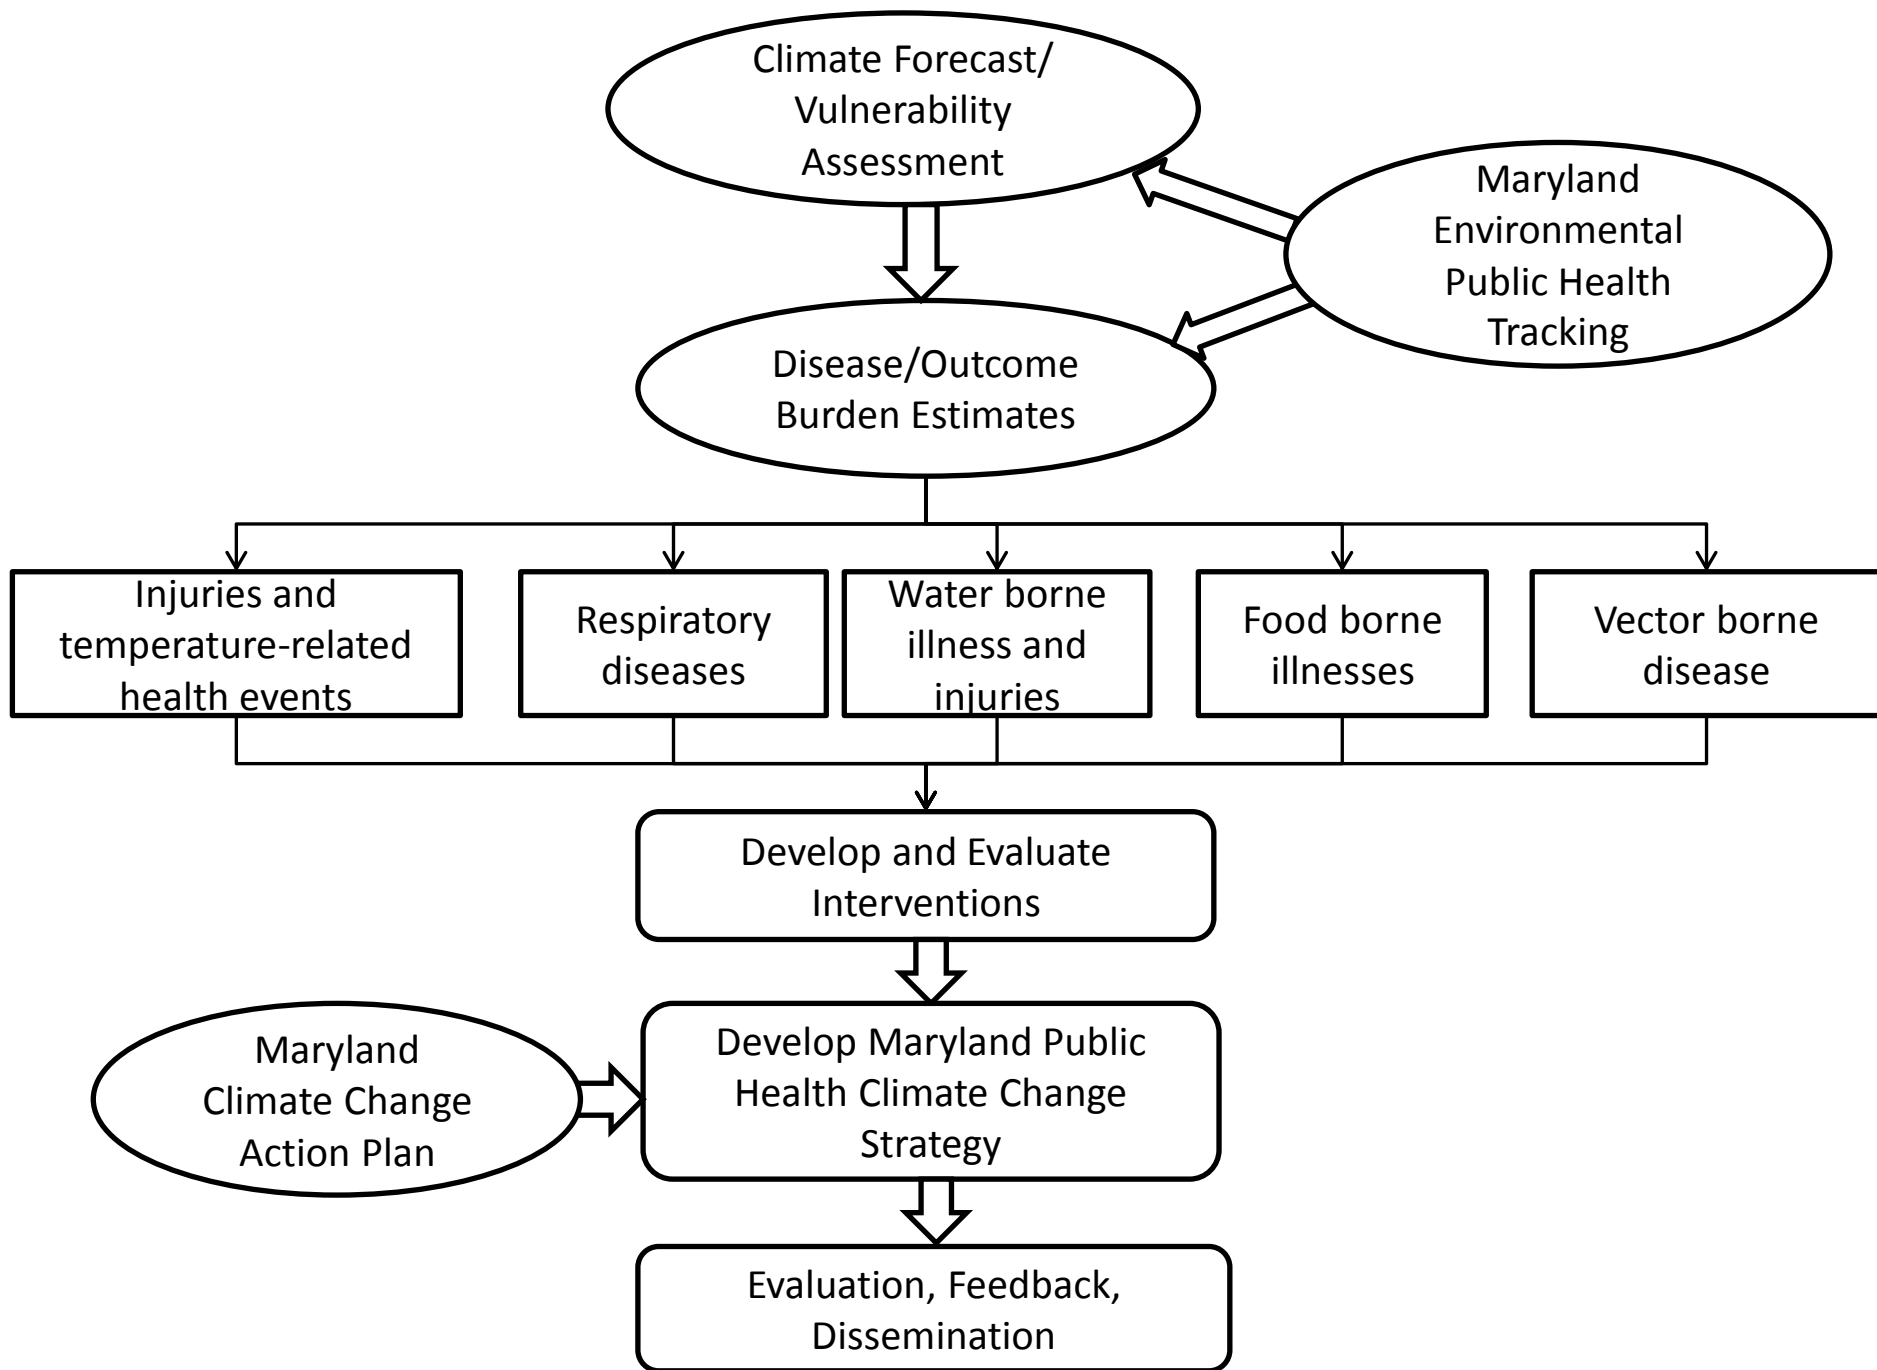 Climate Forecast/
Vulnerability
Assessment
Maryland
Environmental
Public Health
Tracking
Disease/Outcome
Burden Estimates
Injuries and
temperature-related
health events
Respiratory
diseases
Water borne
illness and
injuries
Food borne
illnesses
Vector borne
disease
Develop and Evaluate
Interventions
Maryland
Climate Change
Action Plan
Develop Maryland Public
Health Climate Change
Strategy
Evaluation, Feedback,
Dissemination